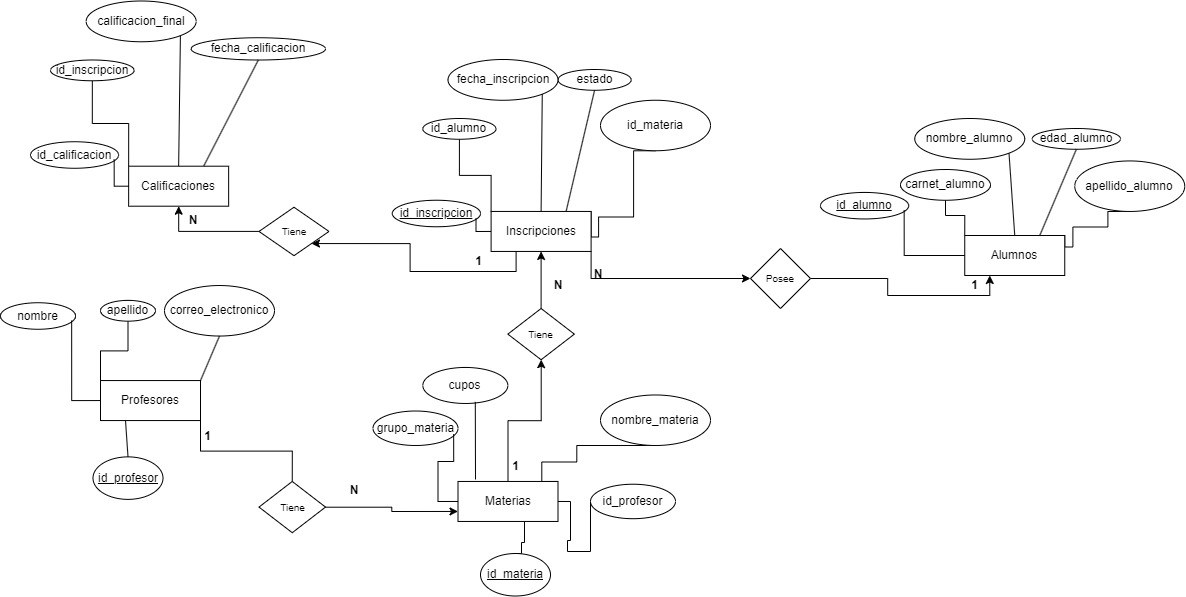 calificacion_final
fecha_calificacion
id_inscripcion
id_calificacion
Calificaciones
N
Tiene
1
fecha_inscripcion
estado
id_alumno
id_materia
id_inscripcion
Inscripciones
N
N
Posee
1
nombre_alumno
edad_alumno
carnet_alumno
apellido_alumno
id_alumno
Alumnos
Tiene
nombre
apellido
correo_electronico
Profesores
1
id_profesor
Tiene
N
cupos
grupo_materia
nombre_materia
1
Materias
id_profesor
id_materia